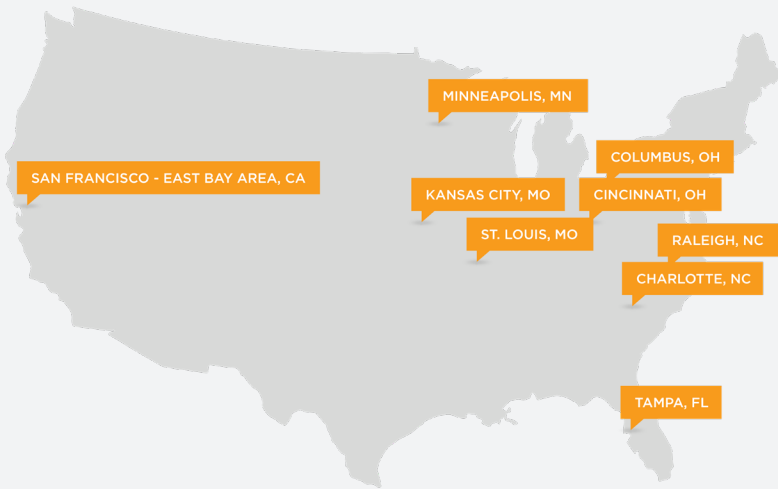 MINNEAPOLIS, MN
COLUMBUS, OH
SAN FRANCISCO - EAST BAY AREA, CA
KANSAS CITY, MO
CINCINNATI, OH
ST. LOUIS, MO
RALEIGH, NC
CHARLOTTE, NC
TAMPA, FL